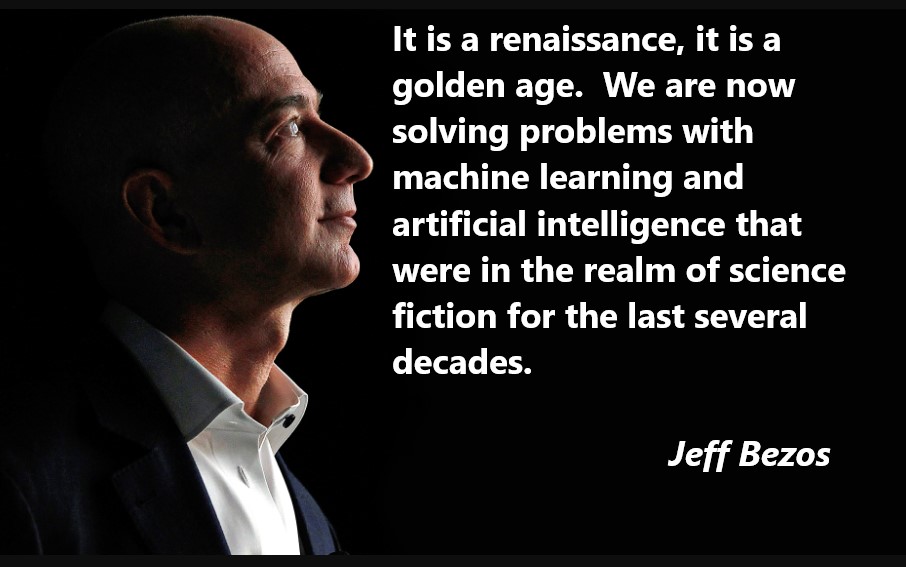 It is a renaissance, it is a
golden age.  We are now
solving problems with
machine learning and
artificial intelligence that
were in the realm of science
fiction for the last several
decades.
Jeff Bezos